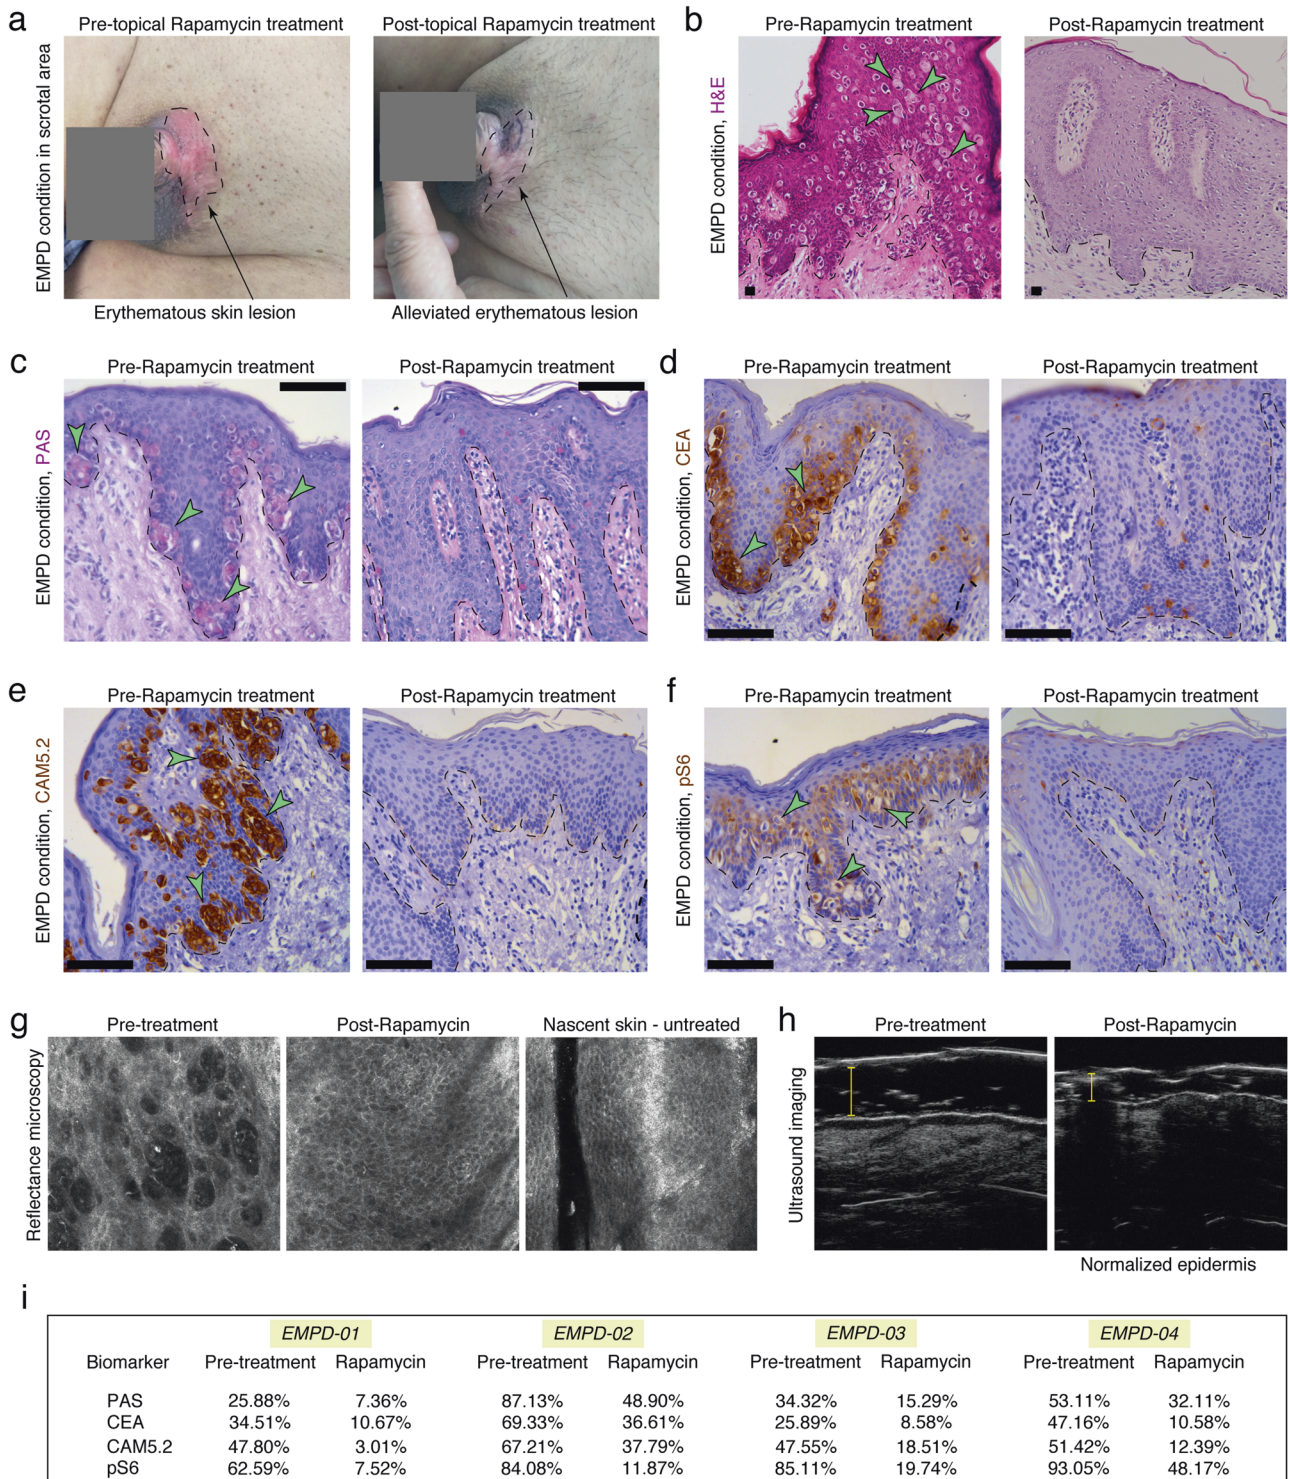 a
Pre-topical Rapamycin treatment
Post-topical Rapamycin treatment
EMPD condition in scrotal area
Erythematous skin lesion
Alleviated erythematous lesion
b
Pre-Rapamycin treatment
Post-Rapamycin treatment
EMPD condition, H&E
c
Pre-Rapamycin treatment
Post-Rapamycin treatment
EMPD condition, PAS
d
Pre-Rapamycin treatment
Post-Rapamycin treatment
EMPD condition, CEA
e
Pre-Rapamycin treatment
Post-Rapamycin treatment
EMPD condition, CAM5.2
f
Pre-Rapamycin treatment
Post-Rapamycin treatment
EMPD condition, pS6
g
Pre-treatment
Post-Rapamycin
Nascent skin - untreated
Reflectance microscopy
h
Pre-treatment
Post-Rapamycin
Ultrasound imaging
Normalized epidermis
i
EMPD-01 EMPD-02 EMPD-03 EMPD-04
Biomarker Pre-treatment Rapamycin Pre-treatment Rapamycin Pre-treatment Rapamycin Pre-treatment Rapamycin
PAS 25.88% 7.36% 87.13% 48.90% 34.32% 15.29% 53.11% 32.11%
CEA 34.51% 10.67% 69.33% 36.61% 25.89% 8.58% 47.16% 10.58%
CAM5.2 47.80% 3.01% 67.21% 37.79% 47.55% 18.51% 51.42% 12.39%
pS6 62.59% 7.52% 84.08% 11.87% 85.11% 19.74% 93.05% 48.17%